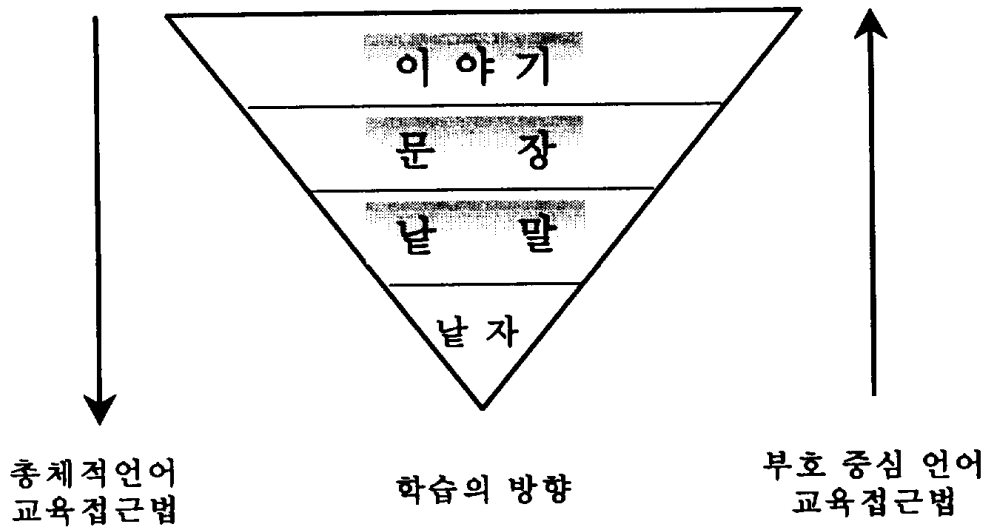 이 야 기
문 장
낱 말
낱 자
총체적언어
교육접근법
학습의 방향
부호 중심 언어
교육접근법